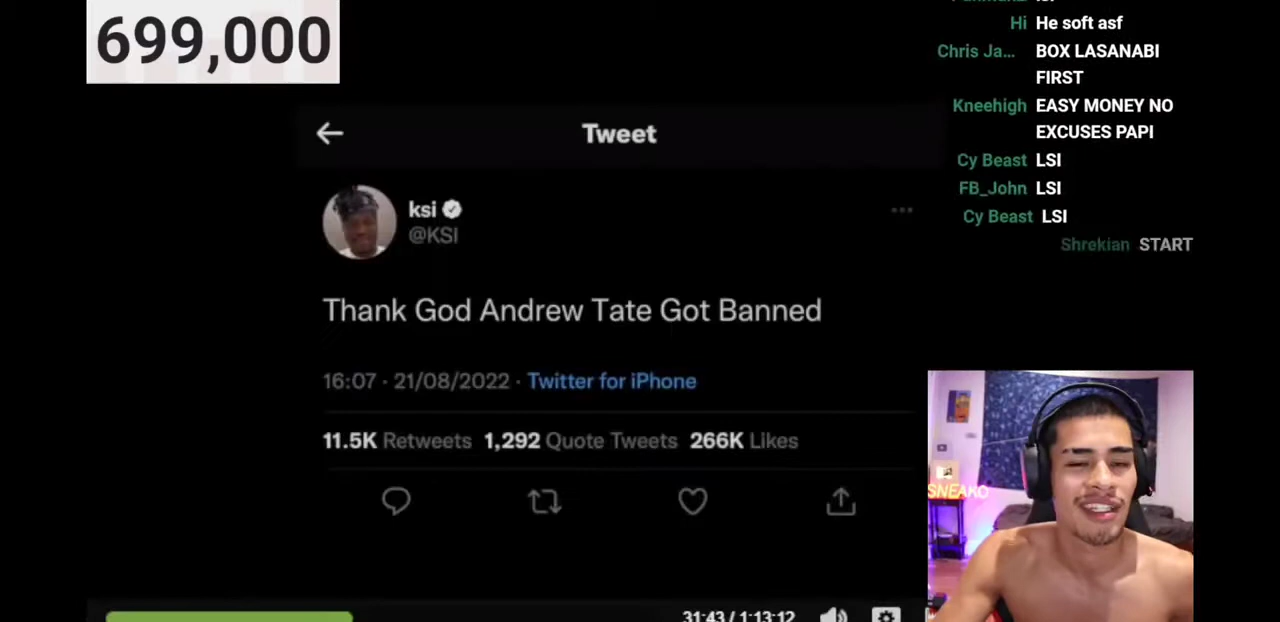 699,000
Hi He soft asf
Chris Ja... BOX LASANABI
FIRST
Kneehigh EASY MONEY NO
EXCUSES PAPI
Cy Beast LSI
FB_John LSI
Cy Beast LSI
Shrekian START
Tweet
ksi
@KSI
Thank God Andrew Tate Got Banned
16:07 · 21/08/2022 · Twitter for iPhone
11.5K Retweets 1,292 Quote Tweets 266K Likes
SNEAKO
31:43 / 1:13:12